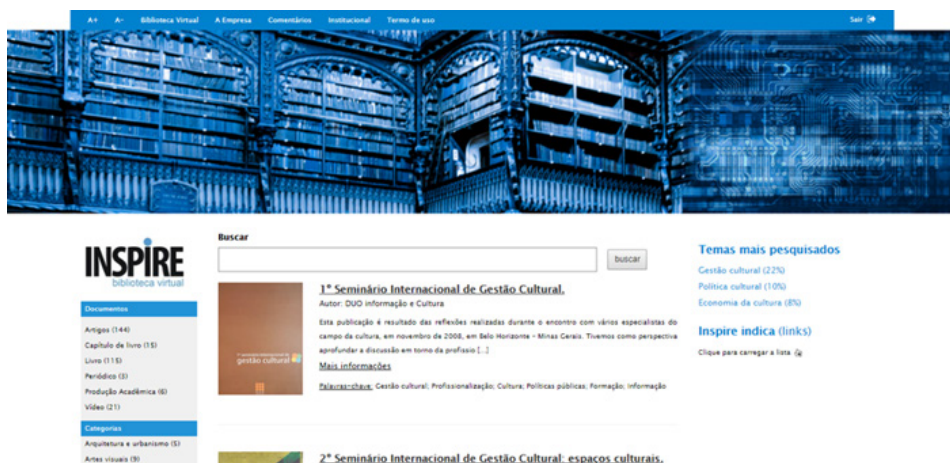 A+ A- Biblioteca Virtual A Empresa Comentários Institucional Termo de uso Sair
INSPIRE
biblioteca virtual
Documentos
Artigos (144)
Capítulo de livro (15)
Livro (115)
Periódico (3)
Produção Acadêmica (6)
Vídeo (21)
Categorias
Arquitetura e urbanismo (5)
Artes visuais (9)
Buscar
buscar
1º Seminário Internacional de Gestão Cultural.
Autor: DUO informação e Cultura
Esta publicação é resultado das reflexões realizadas durante o encontro com vários especialistas do
campo da cultura, em novembro de 2008, em Belo Horizonte - Minas Gerais. Tivemos como perspectiva
aprofundar a discussão em torno da profissio [...]
Mais informações
Palavras-chave: Gestão cultural; Profissionalização; Cultura; Políticas públicas; Formação; Informação
1º seminário internacional de
gestão cultural
2º Seminário Internacional de Gestão Cultural: espaços culturais.
Temas mais pesquisados
Gestão cultural (22%)
Política cultural (10%)
Economia da cultura (8%)
Inspire indica (links)
Clique para carregar a lista